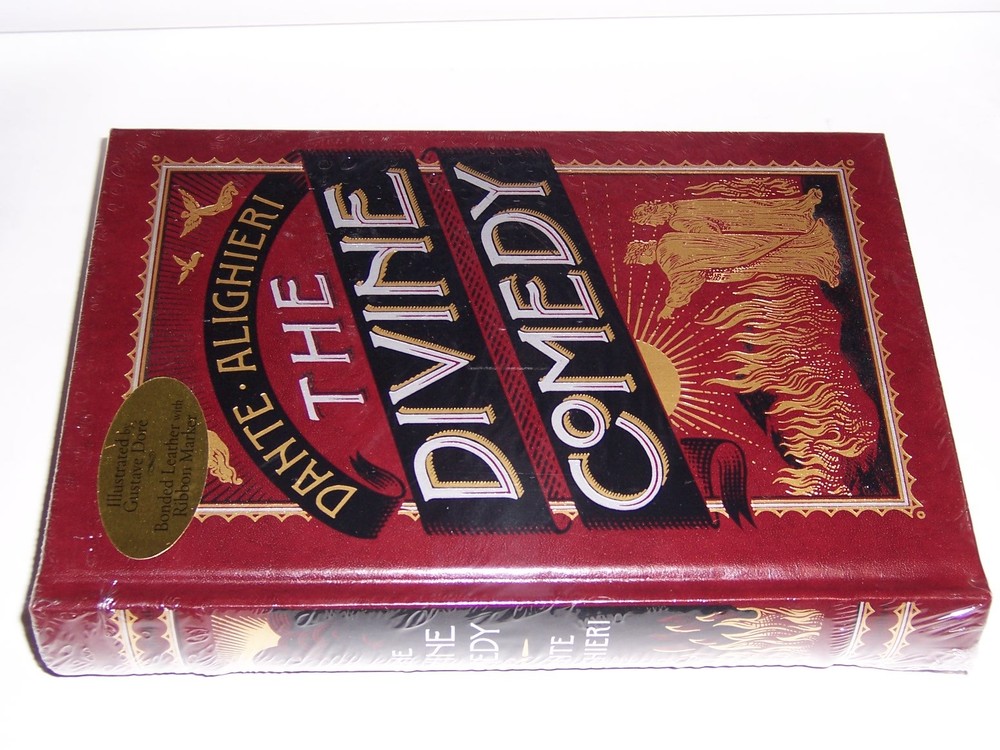 DANTE · ALIGHIERI
THE
DIVINE
COMEDY
Illustrated by
Gustave Doré
Bonded Leather with
Ribbon Marker